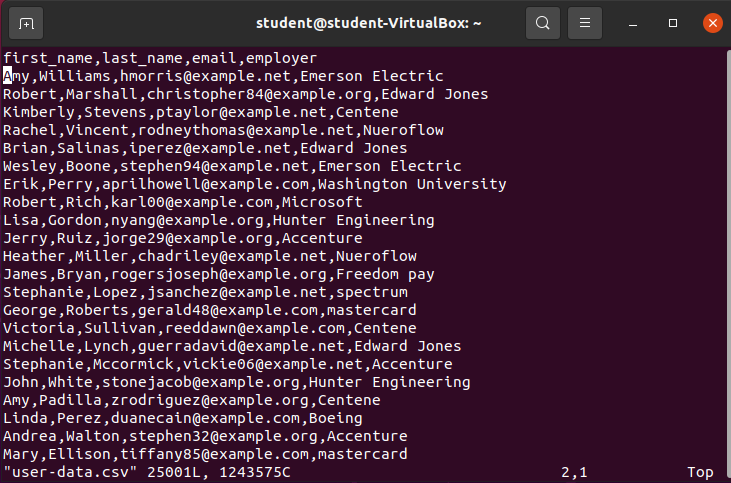 student@student-VirtualBox: ~
first_name,last_name,email,employer
Amy,Williams,hmorris@example.net,Emerson Electric
Robert,Marshall,christopher84@example.org,Edward Jones
Kimberly,Stevens,ptaylor@example.net,Centene
Rachel,Vincent,rodneythomas@example.net,Nueroflow
Brian,Salinas,iperez@example.net,Edward Jones
Wesley,Boone,stephen94@example.net,Emerson Electric
Erik,Perry,aprilhowell@example.com,Washington University
Robert,Rich,karl00@example.com,Microsoft
Lisa,Gordon,nyang@example.org,Hunter Engineering
Jerry,Ruiz,jorge29@example.org,Accenture
Heather,Miller,chadriley@example.net,Nueroflow
James,Bryan,rogersjoseph@example.org,Freedom pay
Stephanie,Lopez,jsanchez@example.net,spectrum
George,Roberts,gerald48@example.com,mastercard
Victoria,Sullivan,reeddawn@example.com,Centene
Michelle,Lynch,guerradavid@example.net,Edward Jones
Stephanie,Mccormick,vickie06@example.net,Accenture
John,White,stonejacob@example.org,Hunter Engineering
Amy,Padilla,zrodriguez@example.org,Centene
Linda,Perez,duanecain@example.com,Boeing
Andrea,Walton,stephen32@example.org,Accenture
Mary,Ellison,tiffany85@example.com,mastercard
"user-data.csv" 25001L, 1243575C 2,1 Top